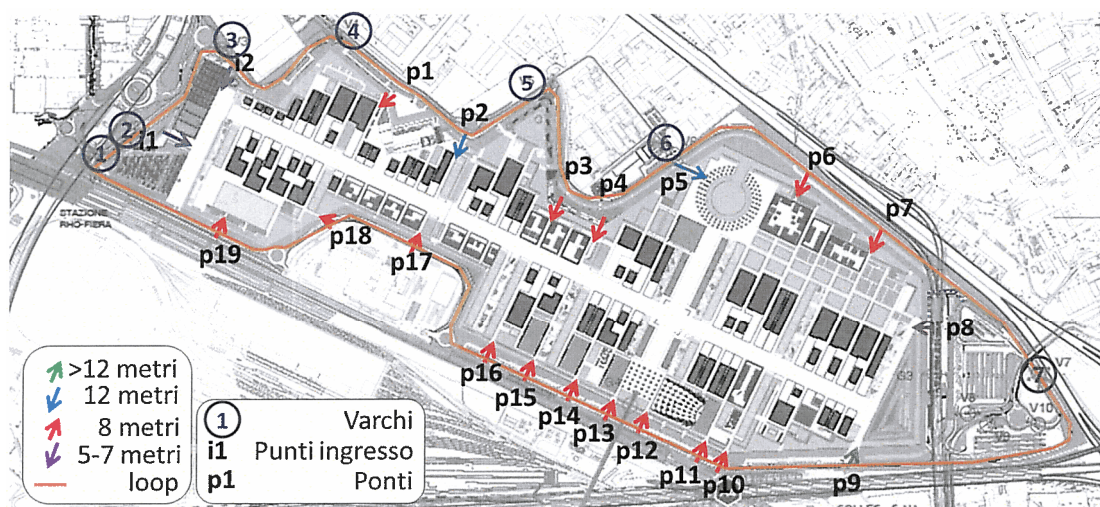 3
4
i2
p1
5
p2
2
i1
1
6
p3
p4
p5
p6
p7
STAZIONE
RHO-FIERA
p19
p18
p17
p8
V7
7
V10
p16
p15
p14
p13
p12
p11
p10
p9
>12 metri
12 metri
8 metri
5-7 metri
loop
1 Varchi
i1 Punti ingresso
p1 Ponti